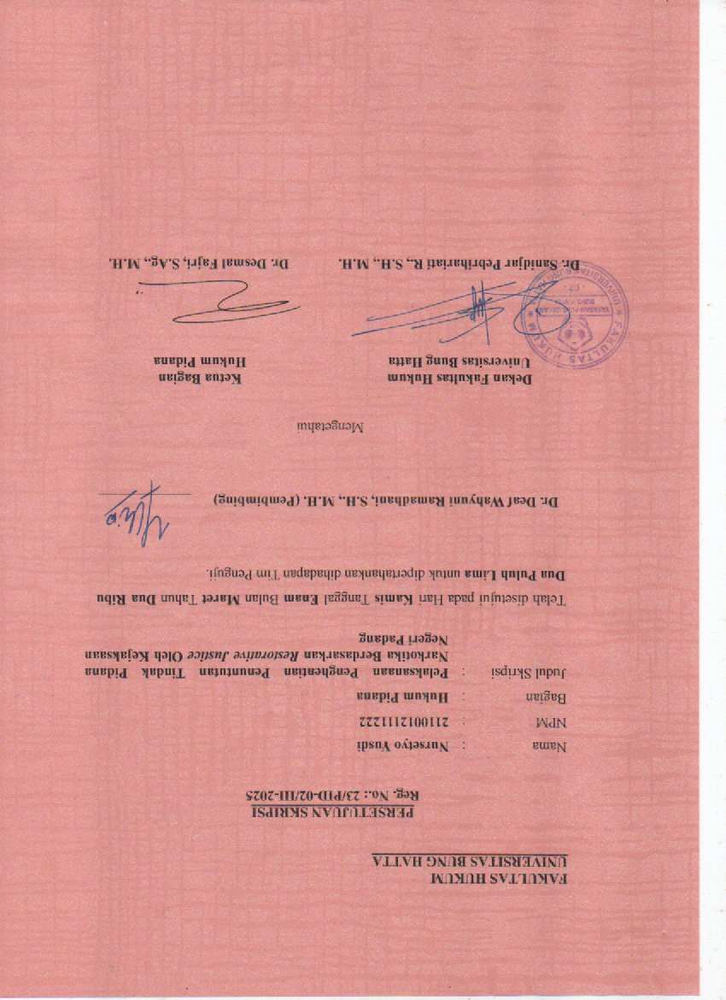 FAKULTAS HUKUM
UNIVERSITAS BUNG HATTA
PERSETUJUAN SKRIPSI
Reg. No.: 23/PID-02/III-2025
Nama : Nursetyo Yusdi
NPM : 2110012111222
Bagian : Hukum Pidana
Judul Skripsi : Pelaksanaan Penghentian Penuntutan Tindak Pidana
Narkotika Berdasarkan Restorative Justice Oleh Kejaksaan
Negeri Padang
Telah disetujui pada Hari Kamis Tanggal Enam Bulan Maret Tahun Dua Ribu
Dua Puluh Lima untuk dipertahankan dihadapan Tim Penguji.
Dr. Deaf Wahyuni Ramadhani, S.H., M.H. (Pembimbing)
Mengetahui
Dekan Fakultas Hukum
Universitas Bung Hatta
Ketua Bagian
Hukum Pidana
FAKULTAS HUKUM
Dr. Sanidjar Pebrihariati, R., S.H., M.H.
Dr. Desmal Fajri, S.Ag., M.H.